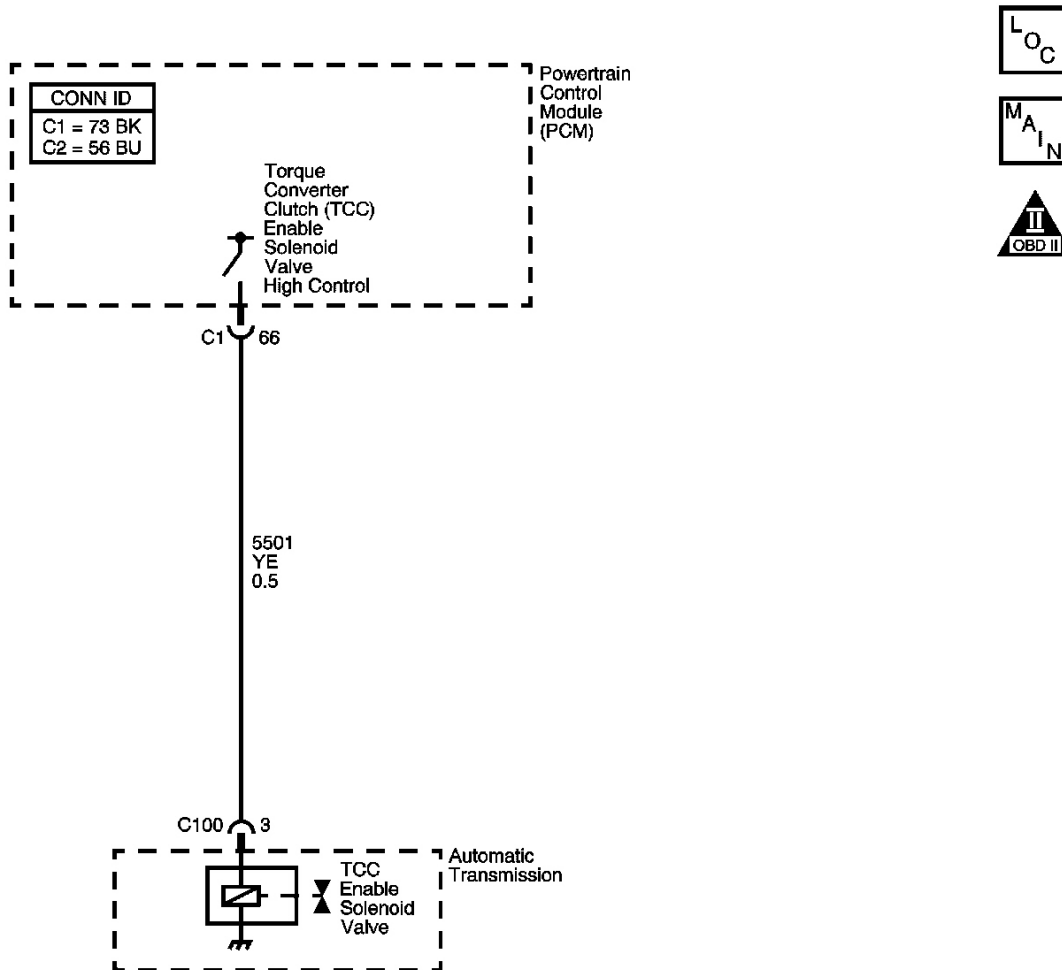 LOC
MAIN
II
OBD II
Powertrain
Control
Module
(PCM)
CONN ID
C1 = 73 BK
C2 = 56 BU
Torque
Converter
Clutch (TCC)
Enable
Solenoid
Valve
High Control
C1 66
5501
YE
0.5
C100 3
Automatic
Transmission
TCC
Enable
Solenoid
Valve